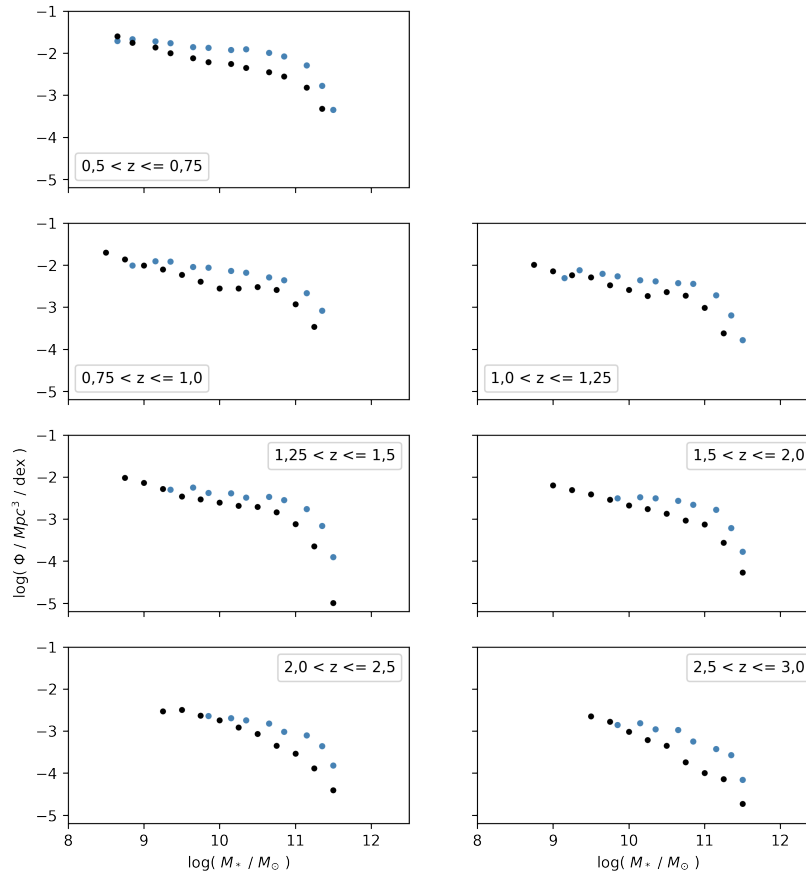 −1
−2
−3
−4
−5
0,5 < z <= 0,75
−1
−2
−3
−4
−5
0,75 < z <= 1,0
1,0 < z <= 1,25
−1
−2
−3
−4
−5
1,25 < z <= 1,5
1,5 < z <= 2,0
log( Φ / Mpc³ / dex )
−1
−2
−3
−4
−5
2,0 < z <= 2,5
2,5 < z <= 3,0
8 9 10 11 12
8 9 10 11 12
log( M* / M⊙ )
log( M* / M⊙ )